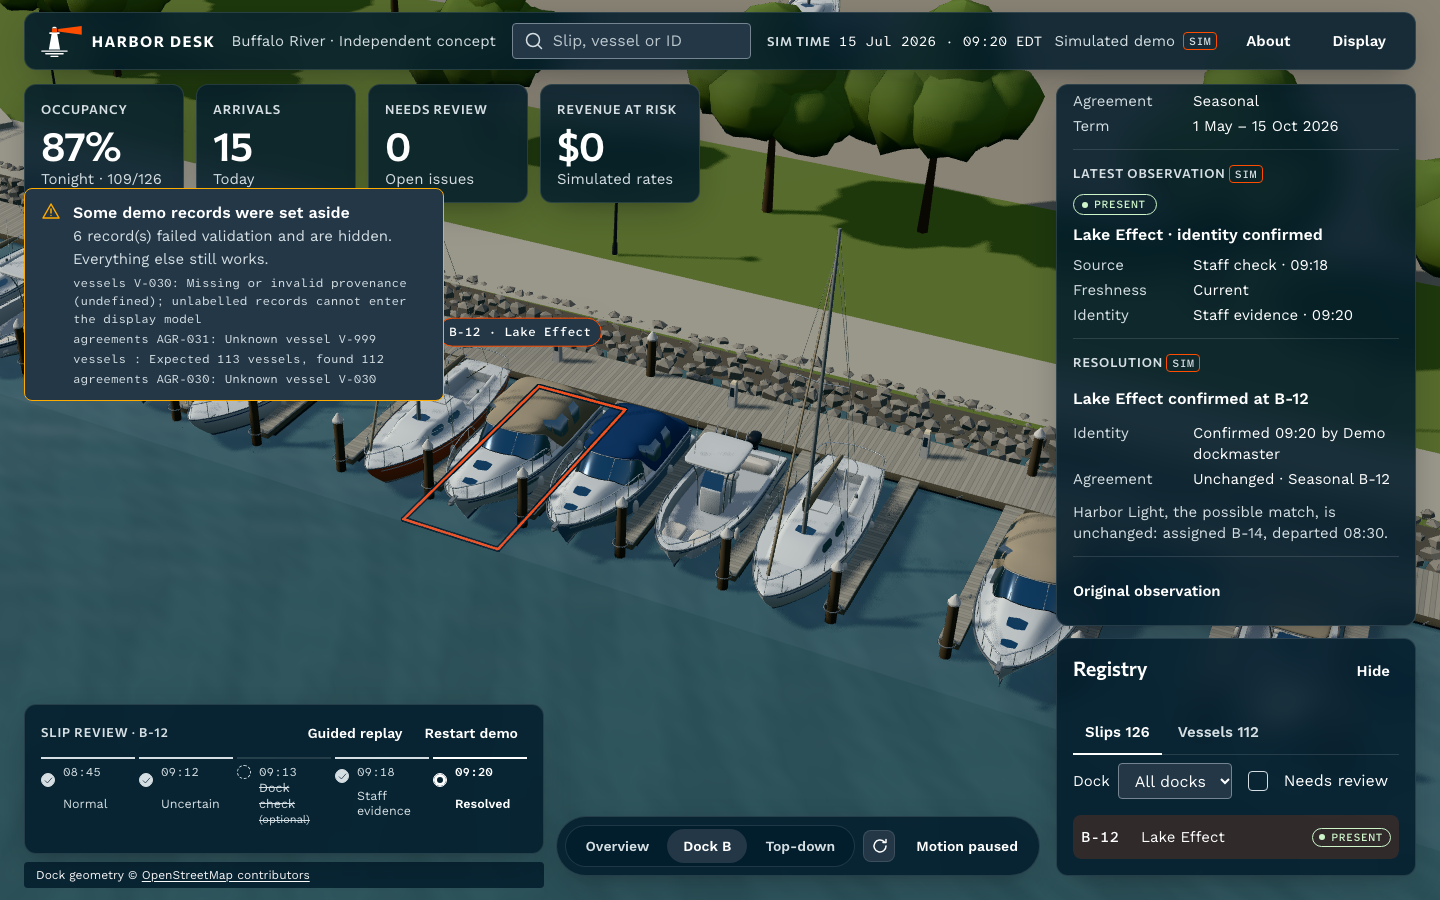 HARBOR DESK
Buffalo River · Independent concept
Slip, vessel or ID
SIM TIME 15 Jul 2026 · 09:20 EDT
Simulated demo SIM
About
Display
OCCUPANCY
87%
Tonight · 109/126
ARRIVALS
15
Today
NEEDS REVIEW
0
Open issues
REVENUE AT RISK
$0
Simulated rates
Some demo records were set aside
6 record(s) failed validation and are hidden.
Everything else still works.
vessels V-030: Missing or invalid provenance
(undefined); unlabelled records cannot enter
the display model
agreements AGR-031: Unknown vessel V-999
vessels : Expected 113 vessels, found 112
agreements AGR-030: Unknown vessel V-030
B-12 · Lake Effect
Agreement Seasonal
Term 1 May – 15 Oct 2026
LATEST OBSERVATION SIM
PRESENT
Lake Effect · identity confirmed
Source Staff check · 09:18
Freshness Current
Identity Staff evidence · 09:20
RESOLUTION SIM
Lake Effect confirmed at B-12
Identity Confirmed 09:20 by Demo
dockmaster
Agreement Unchanged · Seasonal B-12
Harbor Light, the possible match, is
unchanged: assigned B-14, departed 08:30.
Original observation
Registry
Hide
Slips 126
Vessels 112
Dock All docks
Needs review
B-12 Lake Effect PRESENT
SLIP REVIEW · B-12
Guided replay
Restart demo
08:45
Normal
09:12
Uncertain
09:13
Dock
check
(optional)
09:18
Staff
evidence
09:20
Resolved
Dock geometry © OpenStreetMap contributors
Overview
Dock B
Top-down
Motion paused